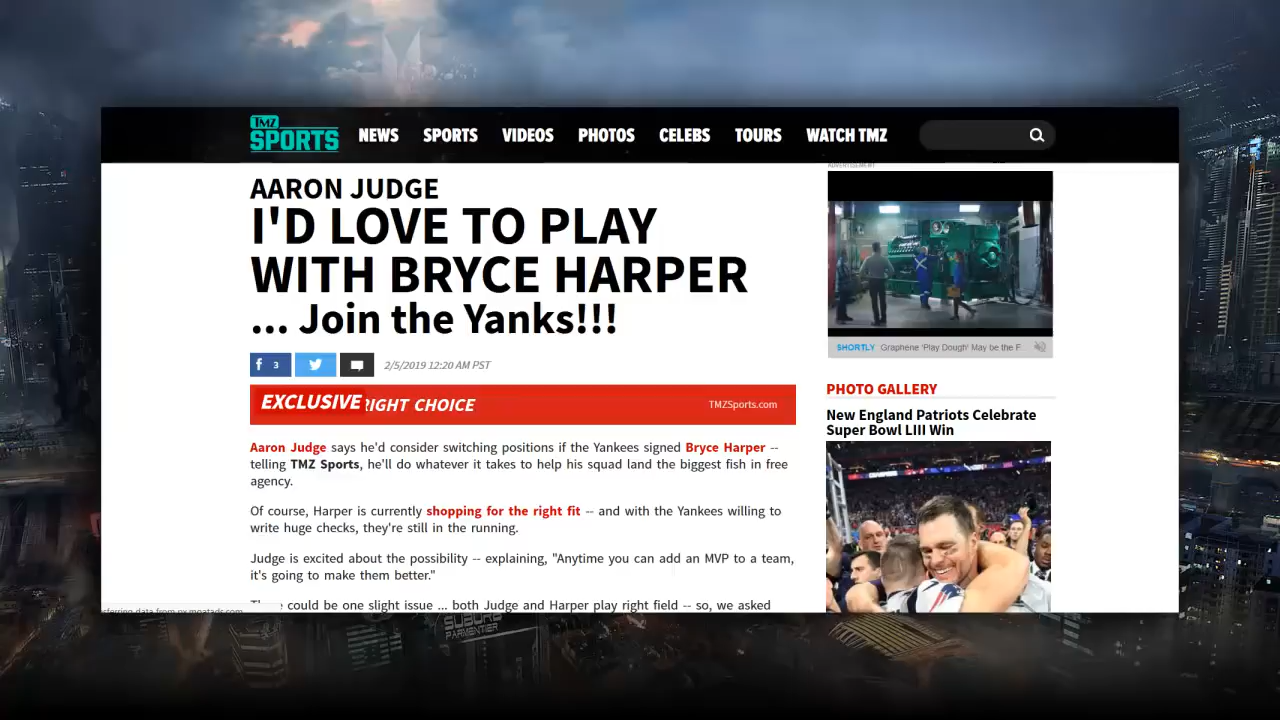 TMZ SPORTS
NEWS SPORTS VIDEOS PHOTOS CELEBS TOURS WATCH TMZ
ADVERTISEMENT
AARON JUDGE
I'D LOVE TO PLAY
WITH BRYCE HARPER
... Join the Yanks!!!
3
2/5/2019 12:20 AM PST
EXCLUSIVE
RIGHT CHOICE
TMZSports.com
Aaron Judge says he'd consider switching positions if the Yankees signed Bryce Harper --
telling TMZ Sports, he'll do whatever it takes to help his squad land the biggest fish in free
agency.
Of course, Harper is currently shopping for the right fit -- and with the Yankees willing to
write huge checks, they're still in the running.
Judge is excited about the possibility -- explaining, "Anytime you can add an MVP to a team,
it's going to make them better."
could be one slight issue ... both Judge and Harper play right field -- so, we asked
SHORTLY Graphene 'Play Dough' May be the F...
PHOTO GALLERY
New England Patriots Celebrate
Super Bowl LIII Win
SUBURB
PARMENTIER